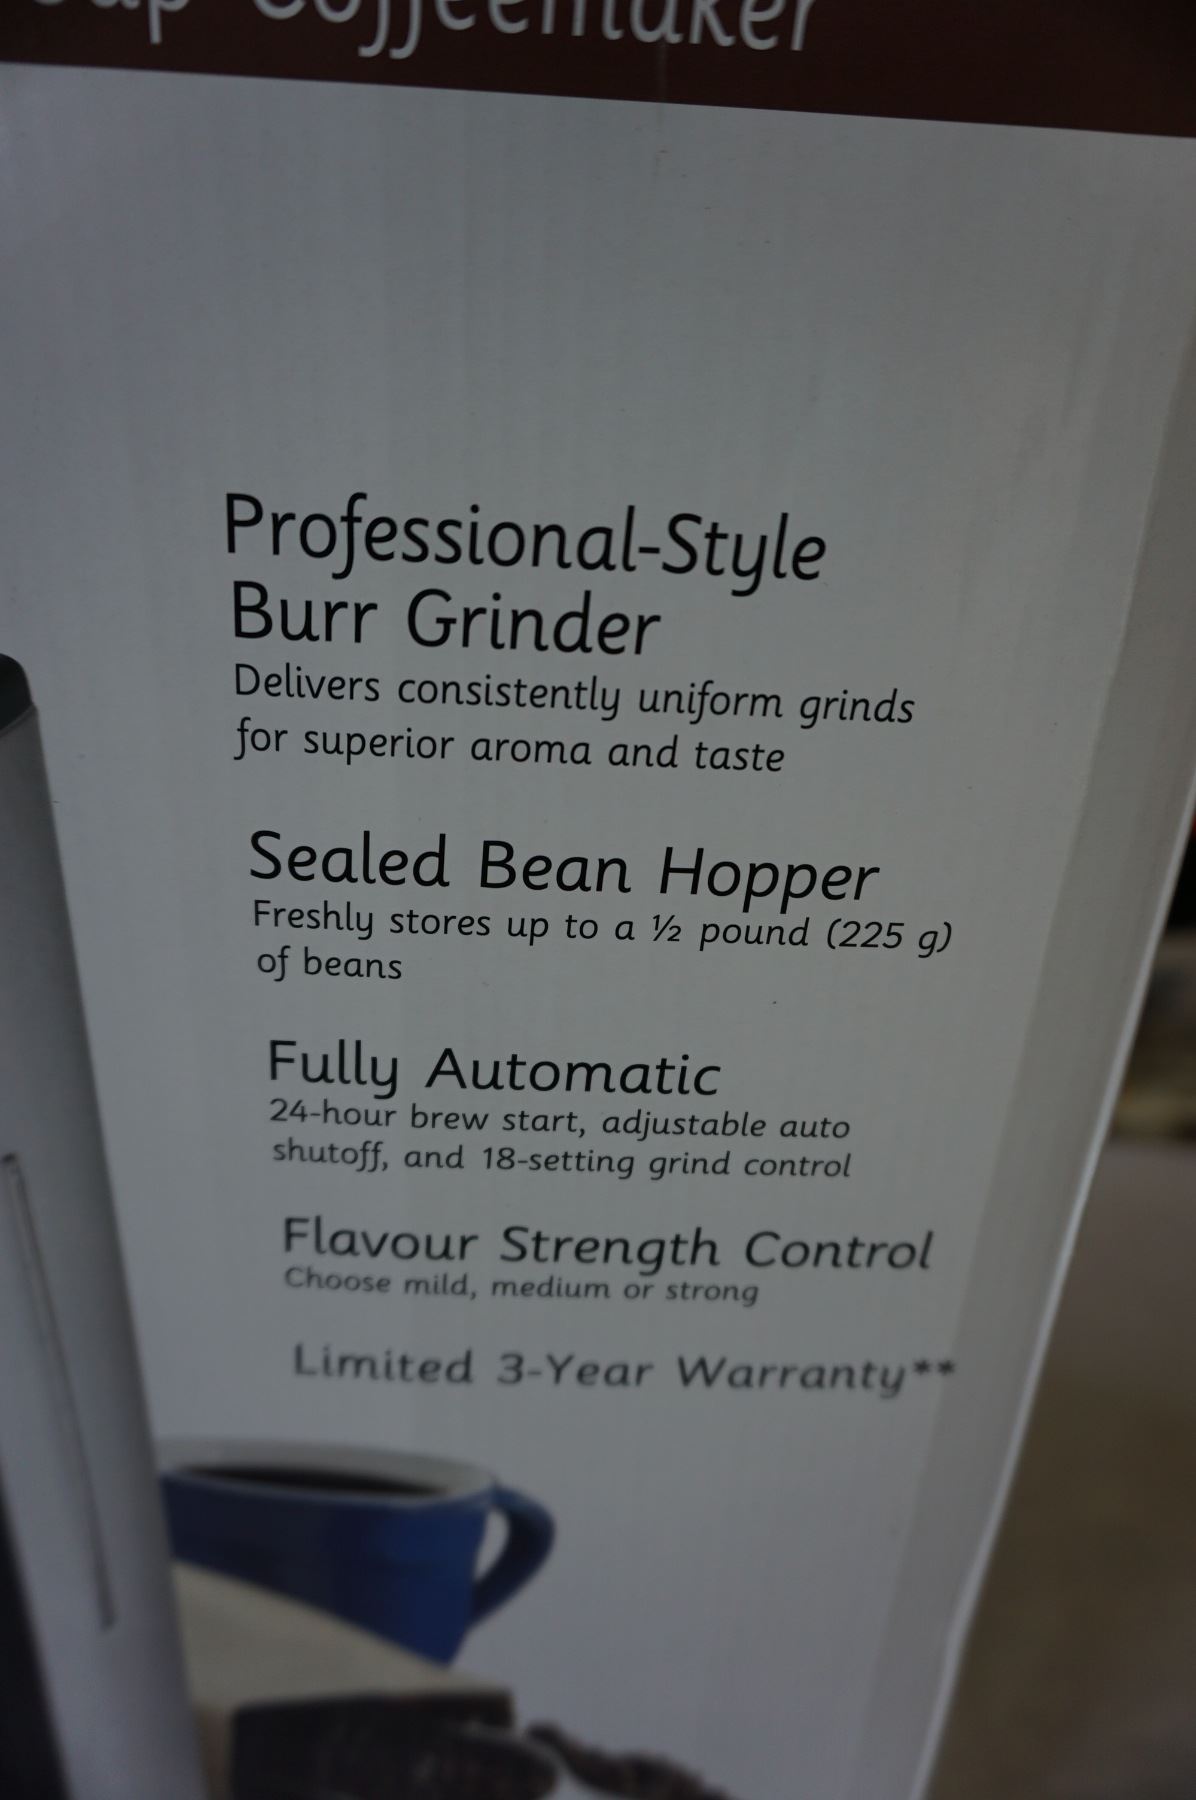 Coffeemaker
Professional-Style
Burr Grinder
Delivers consistently uniform grinds
for superior aroma and taste
Sealed Bean Hopper
Freshly stores up to a ½ pound (225 g)
of beans
Fully Automatic
24-hour brew start, adjustable auto
shutoff, and 18-setting grind control
Flavour Strength Control
Choose mild, medium or strong
Limited 3-Year Warranty**